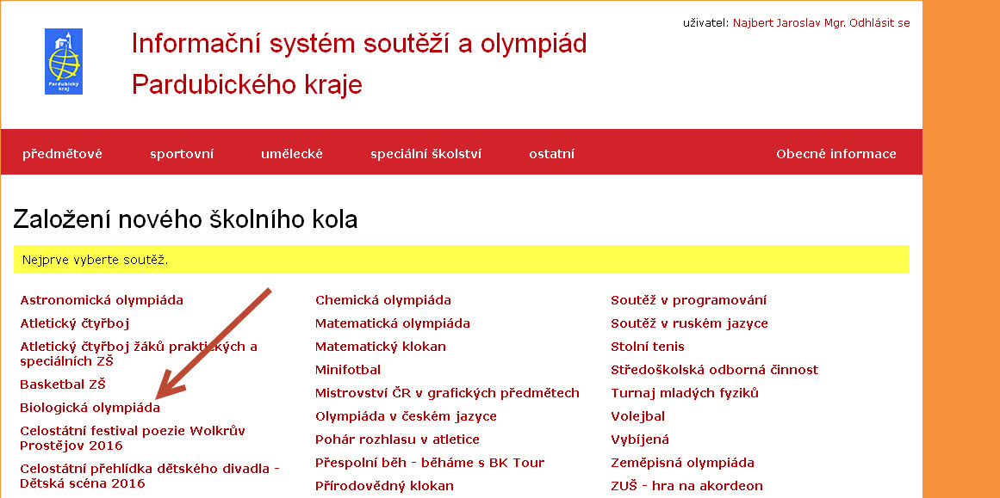 uživatel: Najbert Jaroslav Mgr. Odhlásit se
Informační systém soutěží a olympiád
Pardubického kraje
Pardubický
kraj
předmětové sportovní umělecké speciální školství ostatní Obecné informace
Založení nového školního kola
Nejprve vyberte soutěž.
Astronomická olympiáda
Atletický čtyřboj
Atletický čtyřboj žáků praktických a
speciálních ZŠ
Basketbal ZŠ
Biologická olympiáda
Celostátní festival poezie Wolkrův
Prostějov 2016
Celostátní přehlídka dětského divadla -
Dětská scéna 2016
Chemická olympiáda
Matematická olympiáda
Matematický klokan
Minifotbal
Mistrovství ČR v grafických předmětech
Olympiáda v českém jazyce
Pohár rozhlasu v atletice
Přespolní běh - běháme s BK Tour
Přírodovědný klokan
Soutěž v programování
Soutěž v ruském jazyce
Stolní tenis
Středoškolská odborná činnost
Turnaj mladých fyziků
Volejbal
Vybíjená
Zeměpisná olympiáda
ZUŠ - hra na akordeon